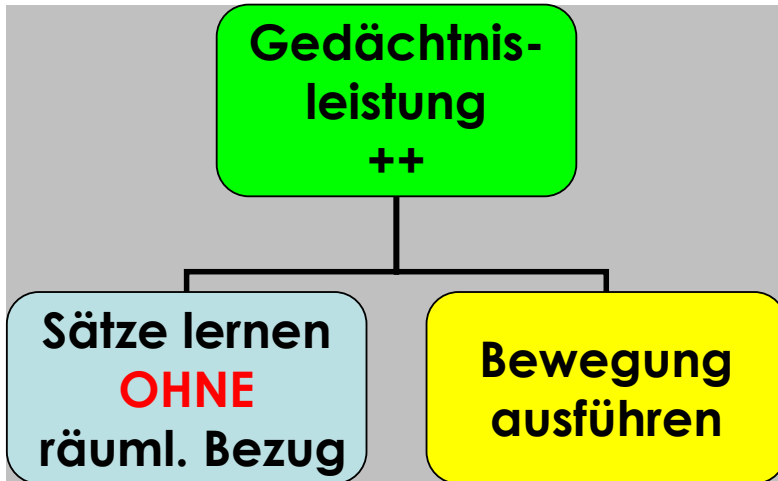 Gedächtnis-
leistung
++
Sätze lernen
OHNE
räuml. Bezug
Bewegung
ausführen